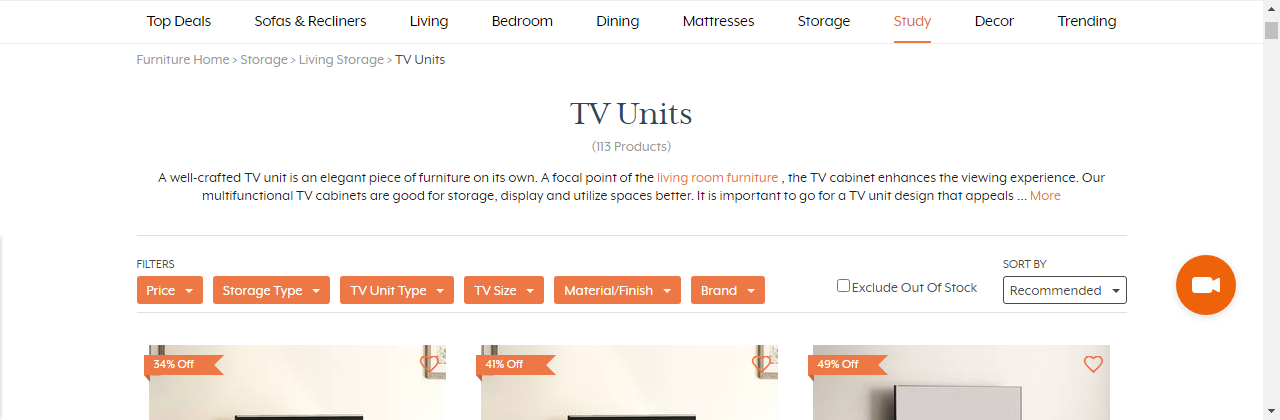 Top Deals Sofas & Recliners Living Bedroom Dining Mattresses Storage Study Decor Trending
Furniture Home > Storage > Living Storage > TV Units
TV Units
(113 Products)
A well-crafted TV unit is an elegant piece of furniture on its own. A focal point of the living room furniture , the TV cabinet enhances the viewing experience. Our
multifunctional TV cabinets are good for storage, display and utilize spaces better. It is important to go for a TV unit design that appeals ... More
FILTERS SORT BY
Price Storage Type TV Unit Type TV Size Material/Finish Brand Exclude Out Of Stock Recommended
34% Off 41% Off 49% Off